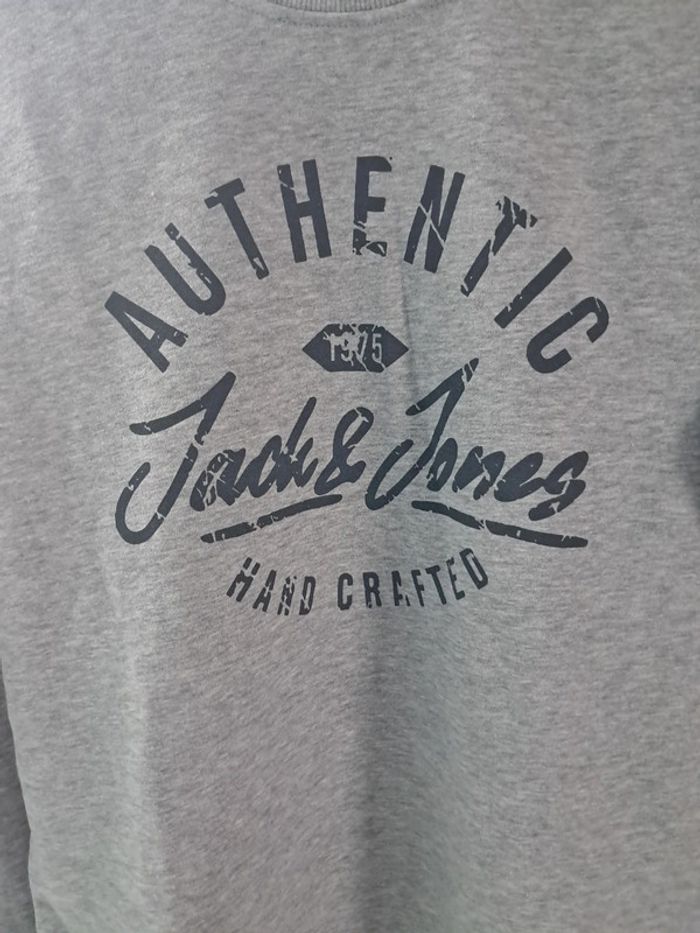 AUTHENTIC
1975
Jack & Jones
HAND CRAFTED